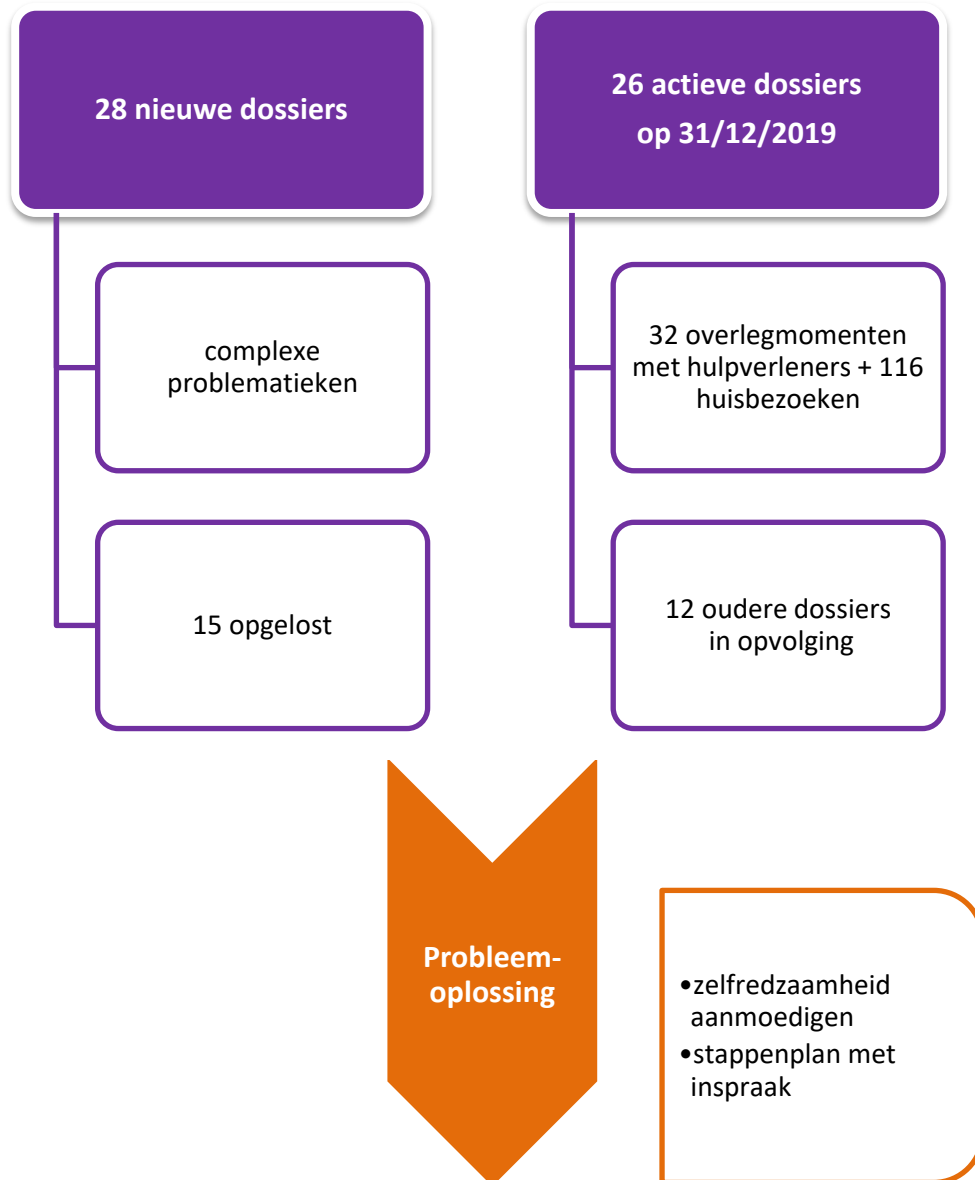 28 nieuwe dossiers
complexe
problematieken
15 opgelost
26 actieve dossiers
op 31/12/2019
32 overlegmomenten
met hulpverleners + 116
huisbezoeken
12 oudere dossiers
in opvolging
Probleem-
oplossing
•zelfredzaamheid
aanmoedigen
•stappenplan met
inspraak